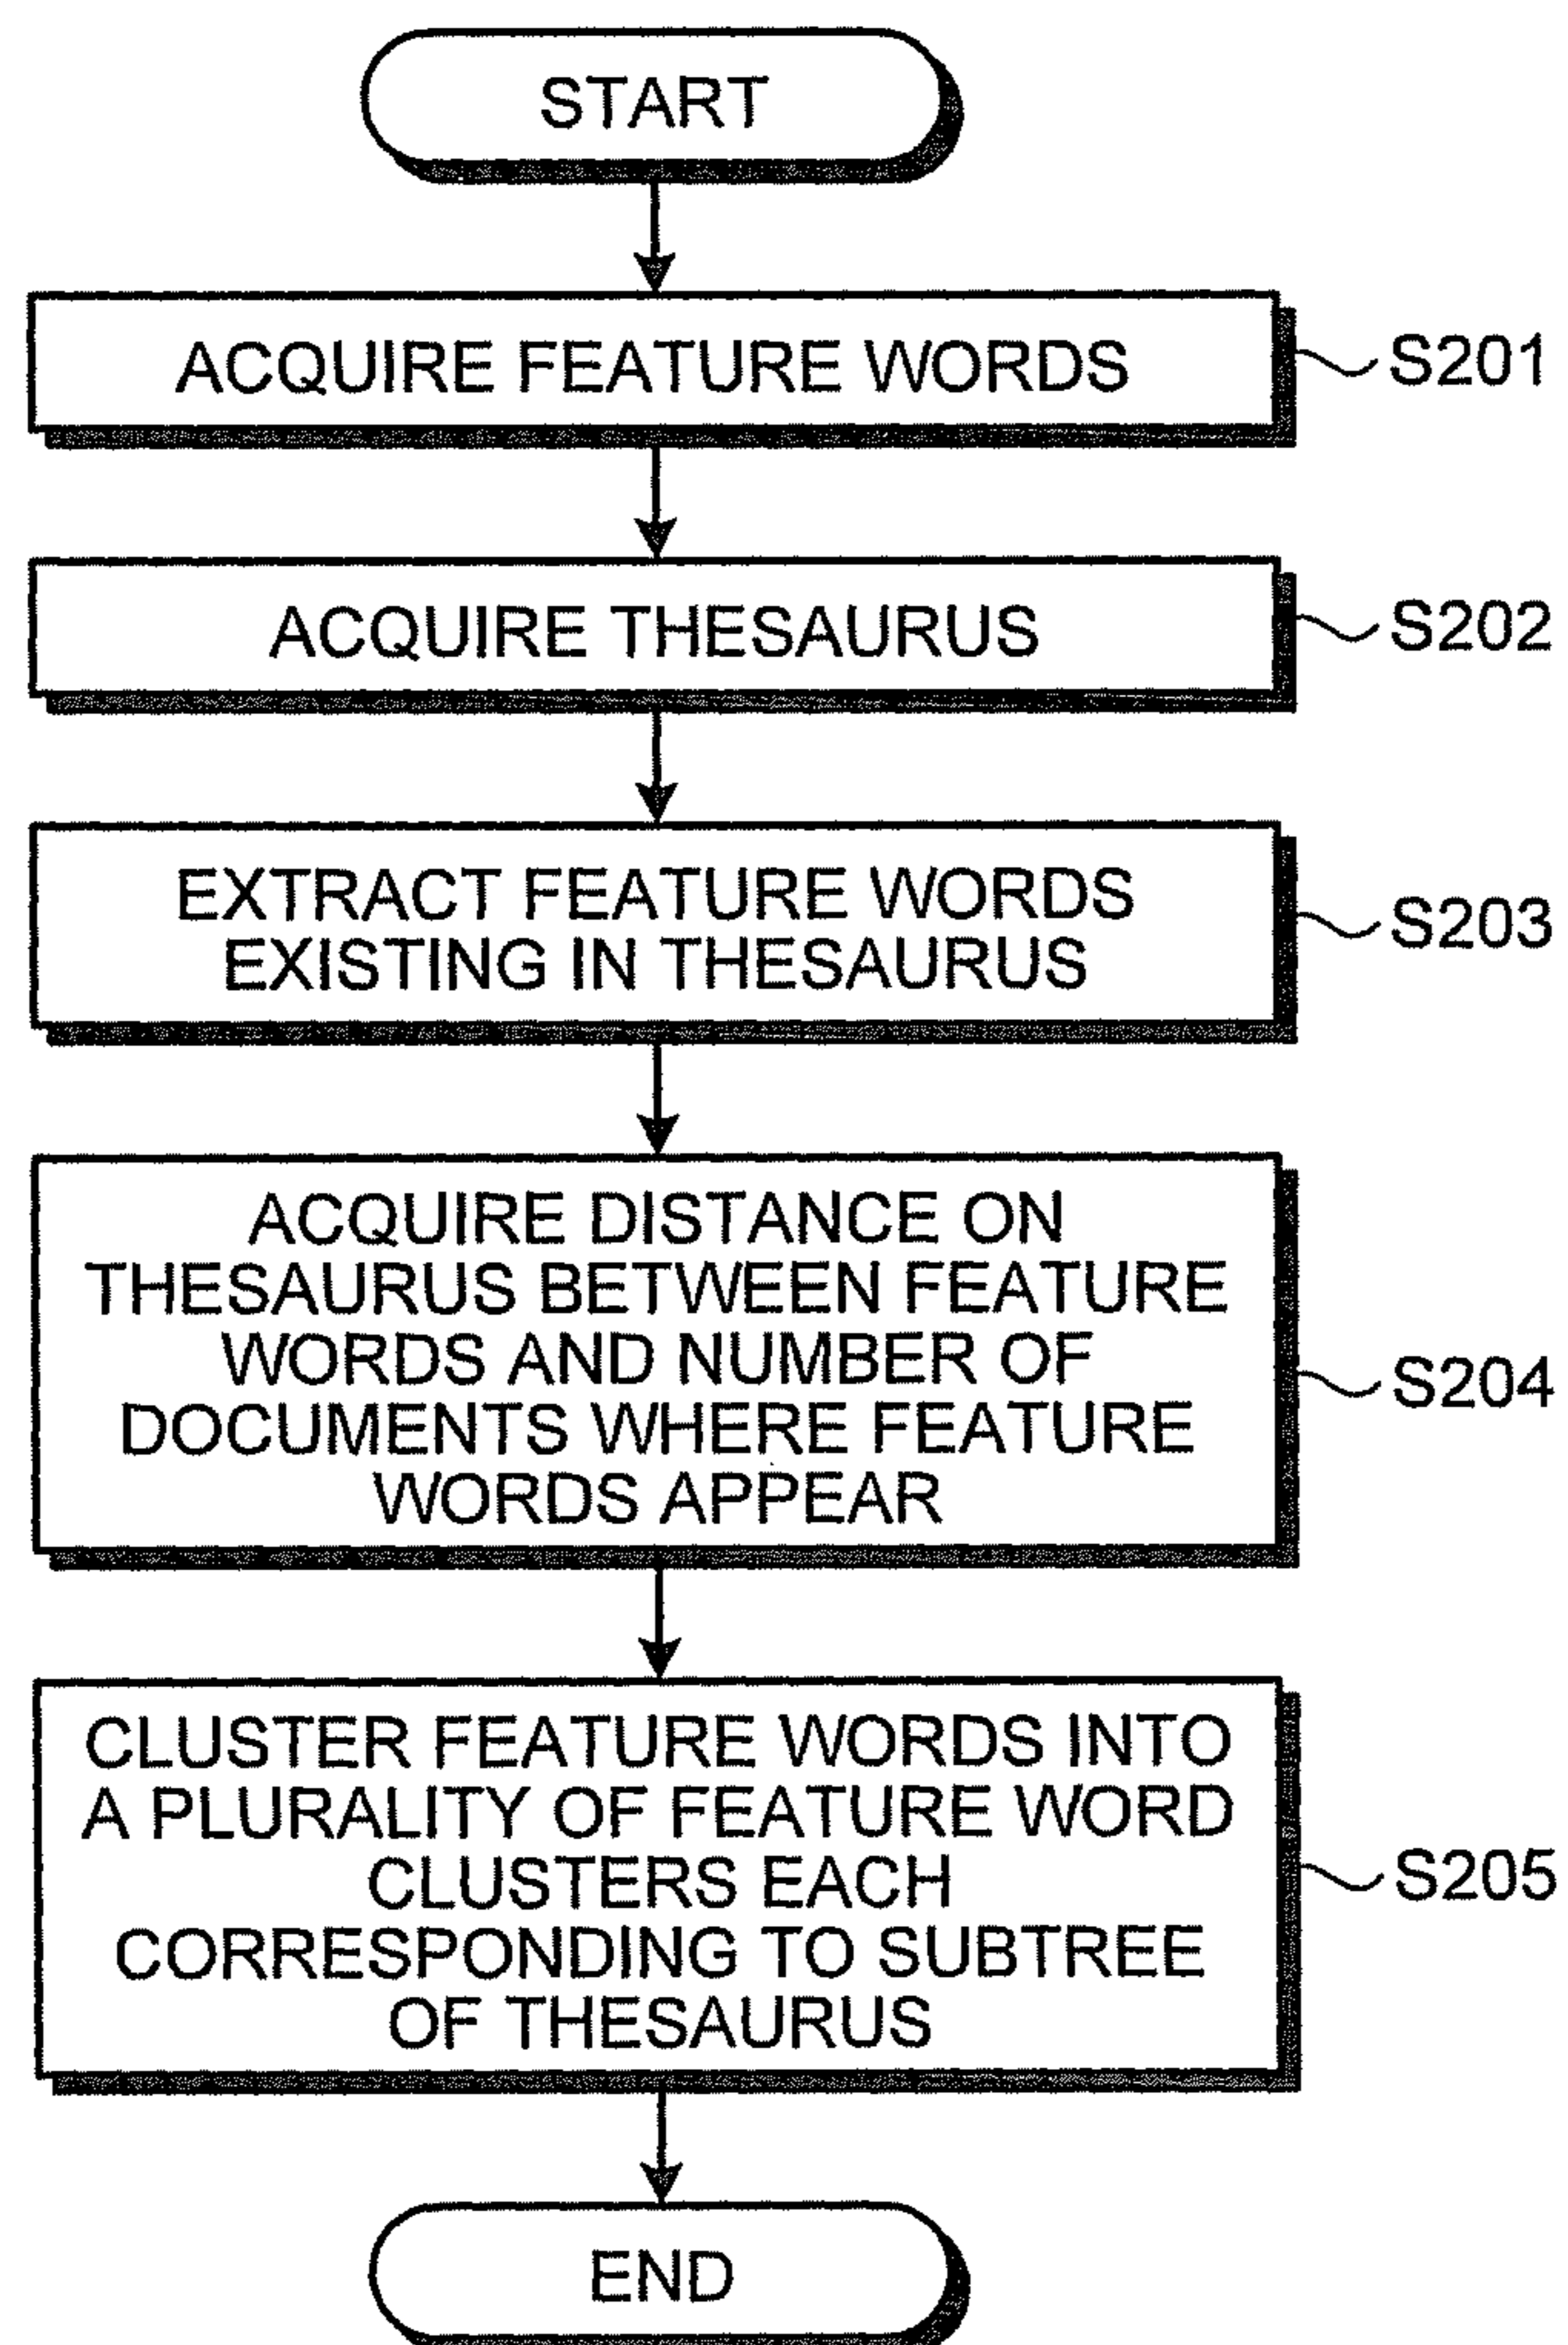 START
ACQUIRE FEATURE WORDS
S201
ACQUIRE THESAURUS
S202
EXTRACT FEATURE WORDS
EXISTING IN THESAURUS
S203
ACQUIRE DISTANCE ON
THESAURUS BETWEEN FEATURE
WORDS AND NUMBER OF
DOCUMENTS WHERE FEATURE
WORDS APPEAR
S204
CLUSTER FEATURE WORDS INTO
A PLURALITY OF FEATURE WORD
CLUSTERS EACH
CORRESPONDING TO SUBTREE
OF THESAURUS
S205
END